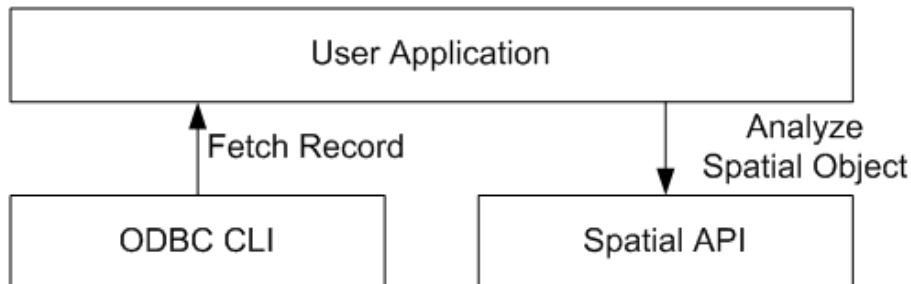 User Application
Fetch Record
Analyze
Spatial Object
ODBC CLI
Spatial API